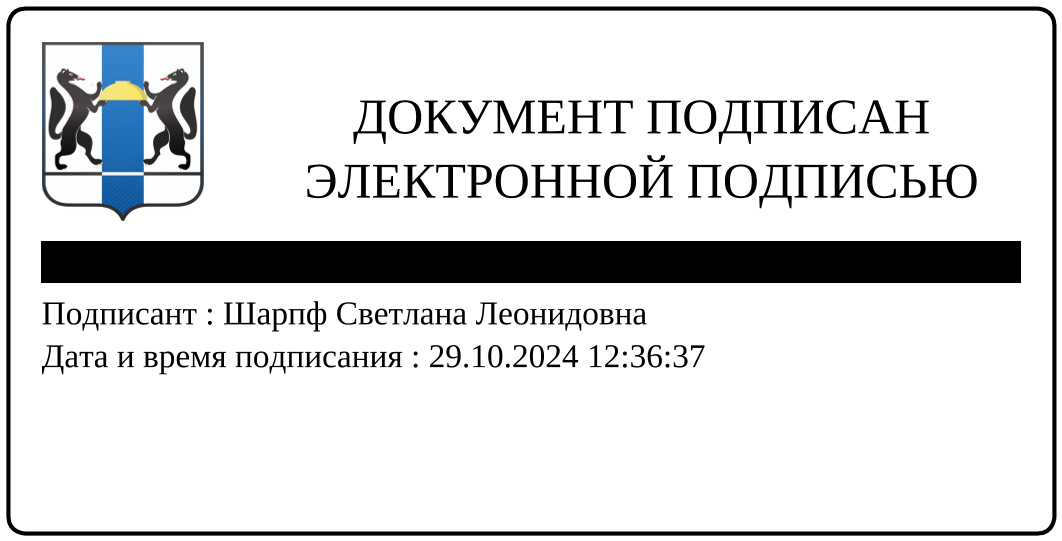 ДОКУМЕНТ ПОДПИСАН
ЭЛЕКТРОННОЙ ПОДПИСЬЮ
Подписант : Шарпф Светлана Леонидовна
Дата и время подписания : 29.10.2024 12:36:37